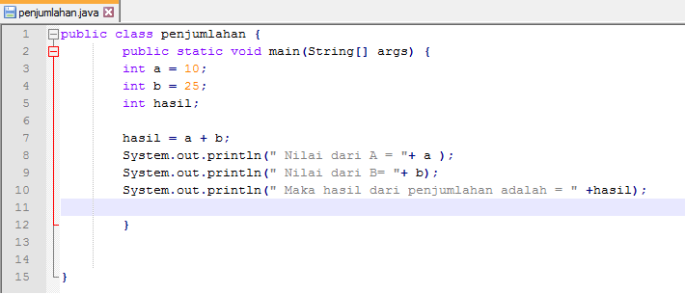 penjumlahan.java
1 public class penjumlahan {
2 public static void main(String[] args) {
3 int a = 10;
4 int b = 25;
5 int hasil;
6
7 hasil = a + b;
8 System.out.println(" Nilai dari A = "+ a );
9 System.out.println(" Nilai dari B= "+ b);
10 System.out.println(" Maka hasil dari penjumlahan adalah = " +hasil);
11
12 }
13
14
15 }